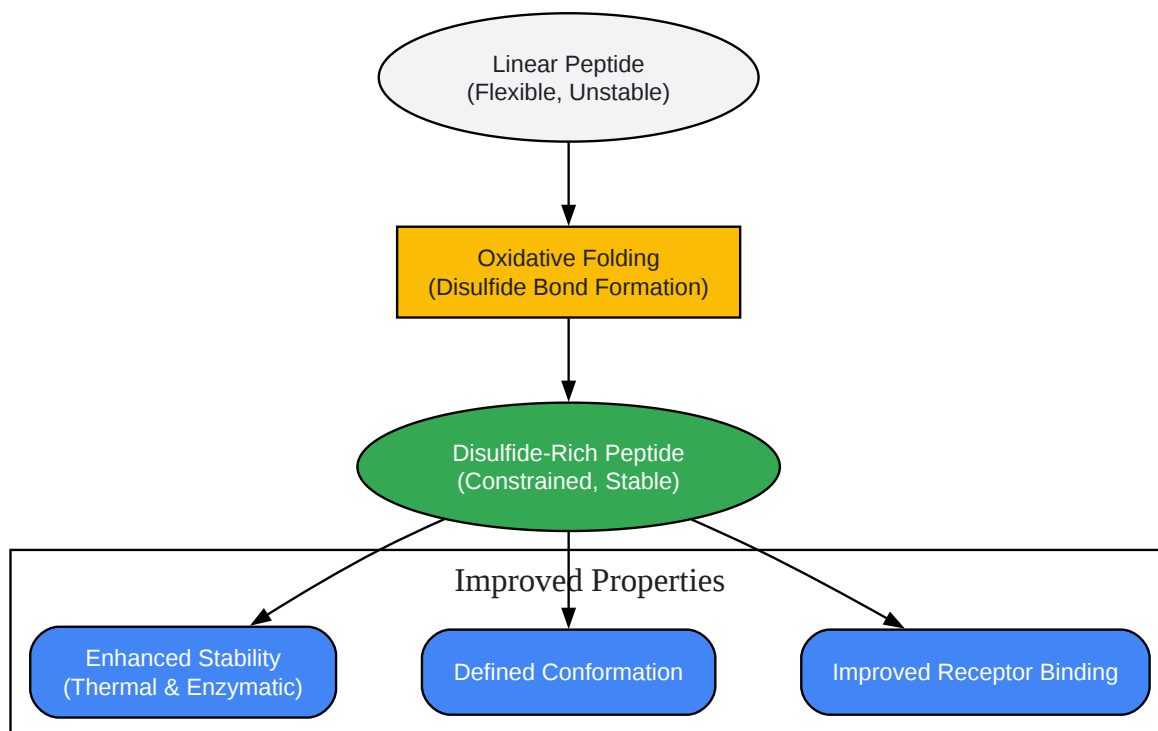 Linear Peptide
(Flexible, Unstable)
Oxidative Folding
(Disulfide Bond Formation)
Disulfide-Rich Peptide
(Constrained, Stable)
Improved Properties
Enhanced Stability
(Thermal & Enzymatic)
Defined Conformation
Improved Receptor Binding